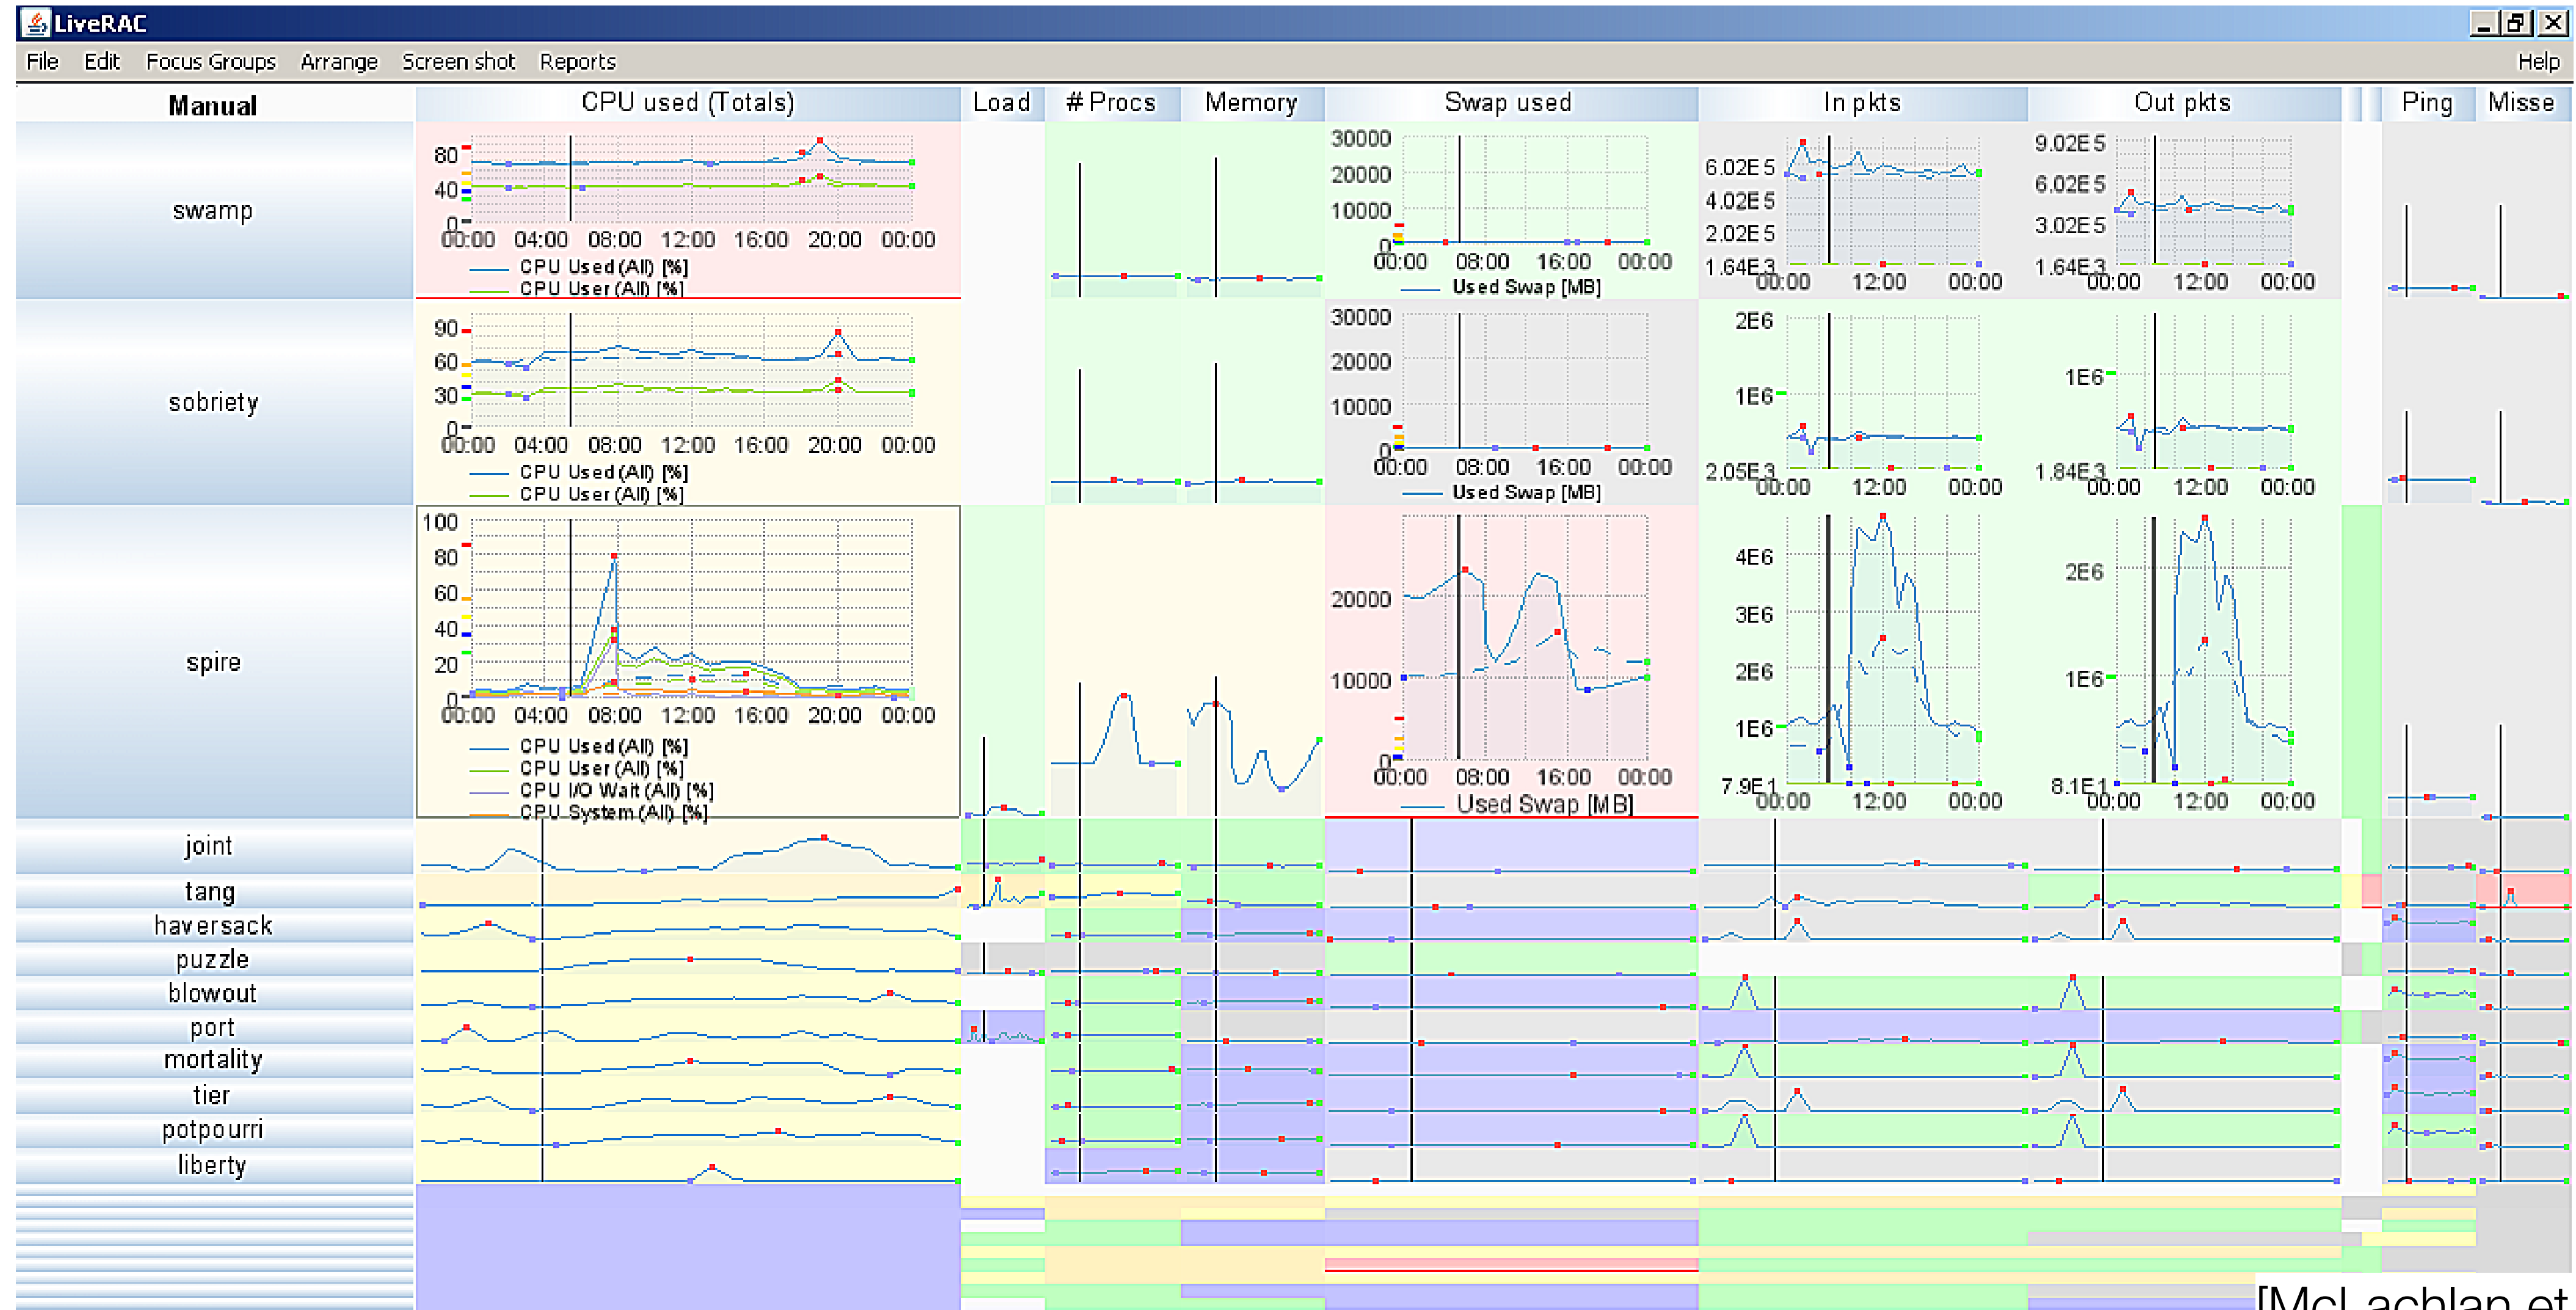 LiveRAC
File Edit Focus Groups Arrange Screen shot Reports Help
Manual CPU used (Totals) Load # Procs Memory Swap used In pkts Out pkts Ping Misse
swamp
80
40
0
00:00 04:00 08:00 12:00 16:00 20:00 00:00
CPU Used (All) [%]
CPU User (All) [%]
30000
20000
10000
0
00:00 08:00 16:00 00:00
Used Swap [MB]
6.02E5
4.02E5
2.02E5
1.64E3
00:00 12:00 00:00
9.02E5
6.02E5
3.02E5
1.64E3
00:00 12:00 00:00
sobriety
90
60
30
0
00:00 04:00 08:00 12:00 16:00 20:00 00:00
CPU Used (All) [%]
CPU User (All) [%]
30000
20000
10000
0
00:00 08:00 16:00 00:00
Used Swap [MB]
2E6
1E6
2.05E3
00:00 12:00 00:00
1E6
1.84E3
00:00 12:00 00:00
spire
100
80
60
40
20
0
00:00 04:00 08:00 12:00 16:00 20:00 00:00
CPU Used (All) [%]
CPU User (All) [%]
CPU I/O Wait (All) [%]
CPU System (All) [%]
20000
10000
0
00:00 08:00 16:00 00:00
Used Swap [MB]
4E6
3E6
2E6
1E6
7.9E1
00:00 12:00 00:00
2E6
1E6
8.1E1
00:00 12:00 00:00
joint
tang
haversack
puzzle
blowout
port
mortality
tier
potpourri
liberty
[McLachlan et